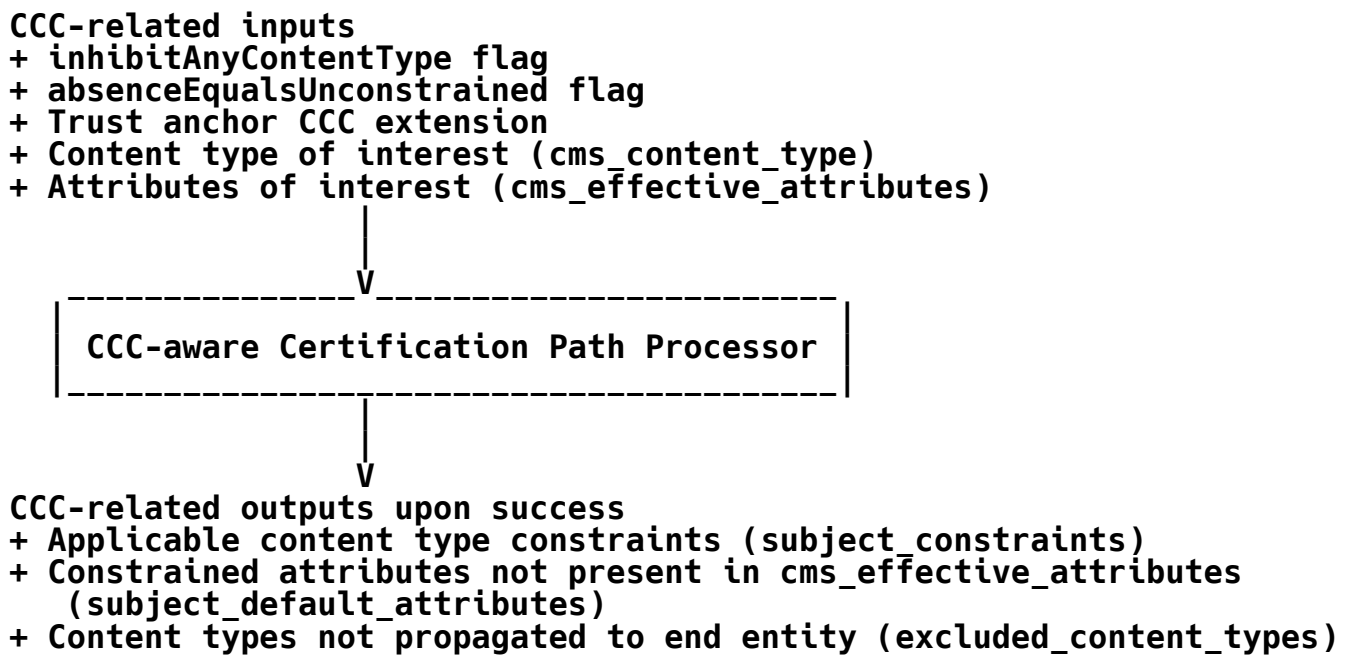 CCC-related inputs
+ inhibitAnyContentType flag
+ absenceEqualsUnconstrained flag
+ Trust anchor CCC extension
+ Content type of interest (cms_content_type)
+ Attributes of interest (cms_effective_attributes)
V
CCC-aware Certification Path Processor
V
CCC-related outputs upon success
+ Applicable content type constraints (subject_constraints)
+ Constrained attributes not present in cms_effective_attributes
(subject_default_attributes)
+ Content types not propagated to end entity (excluded_content_types)